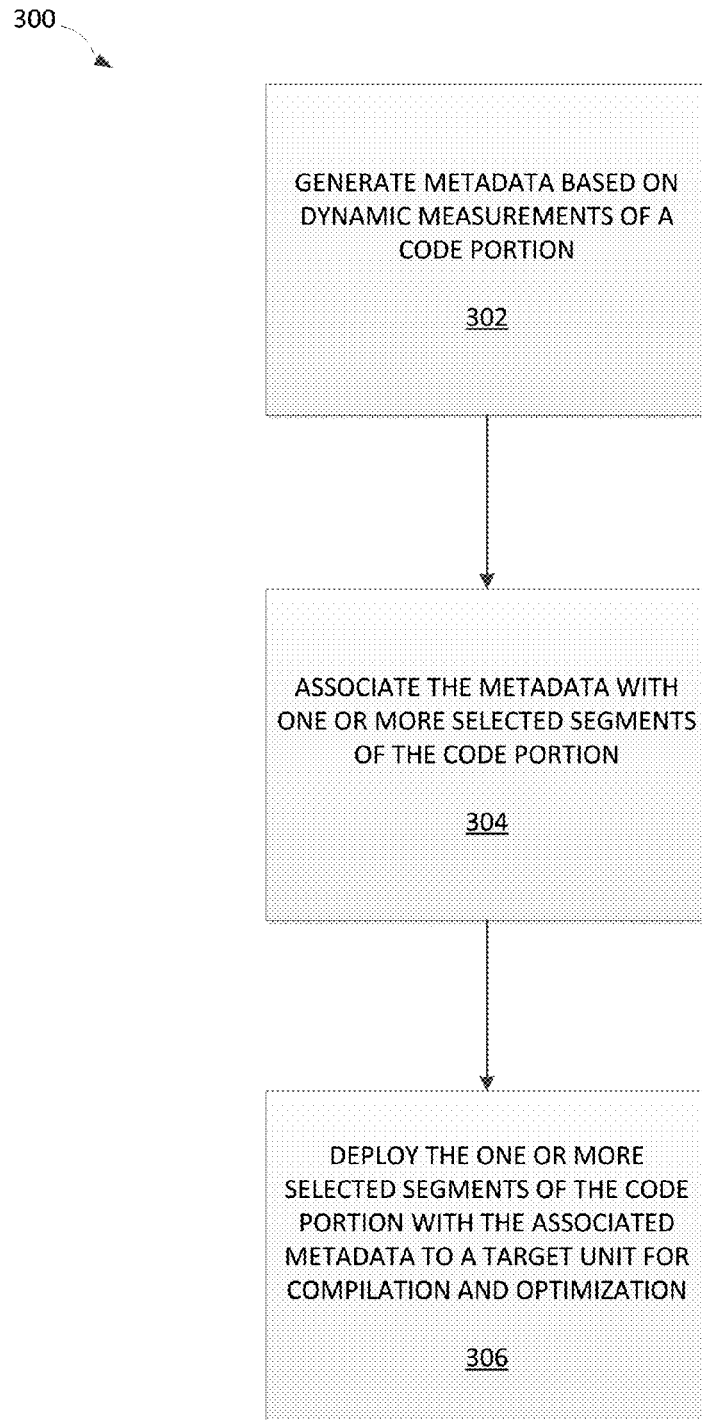 300
GENERATE METADATA BASED ON
DYNAMIC MEASUREMENTS OF A
CODE PORTION
302
ASSOCIATE THE METADATA WITH
ONE OR MORE SELECTED SEGMENTS
OF THE CODE PORTION
304
DEPLOY THE ONE OR MORE
SELECTED SEGMENTS OF THE CODE
PORTION WITH THE ASSOCIATED
METADATA TO A TARGET UNIT FOR
COMPILATION AND OPTIMIZATION
306